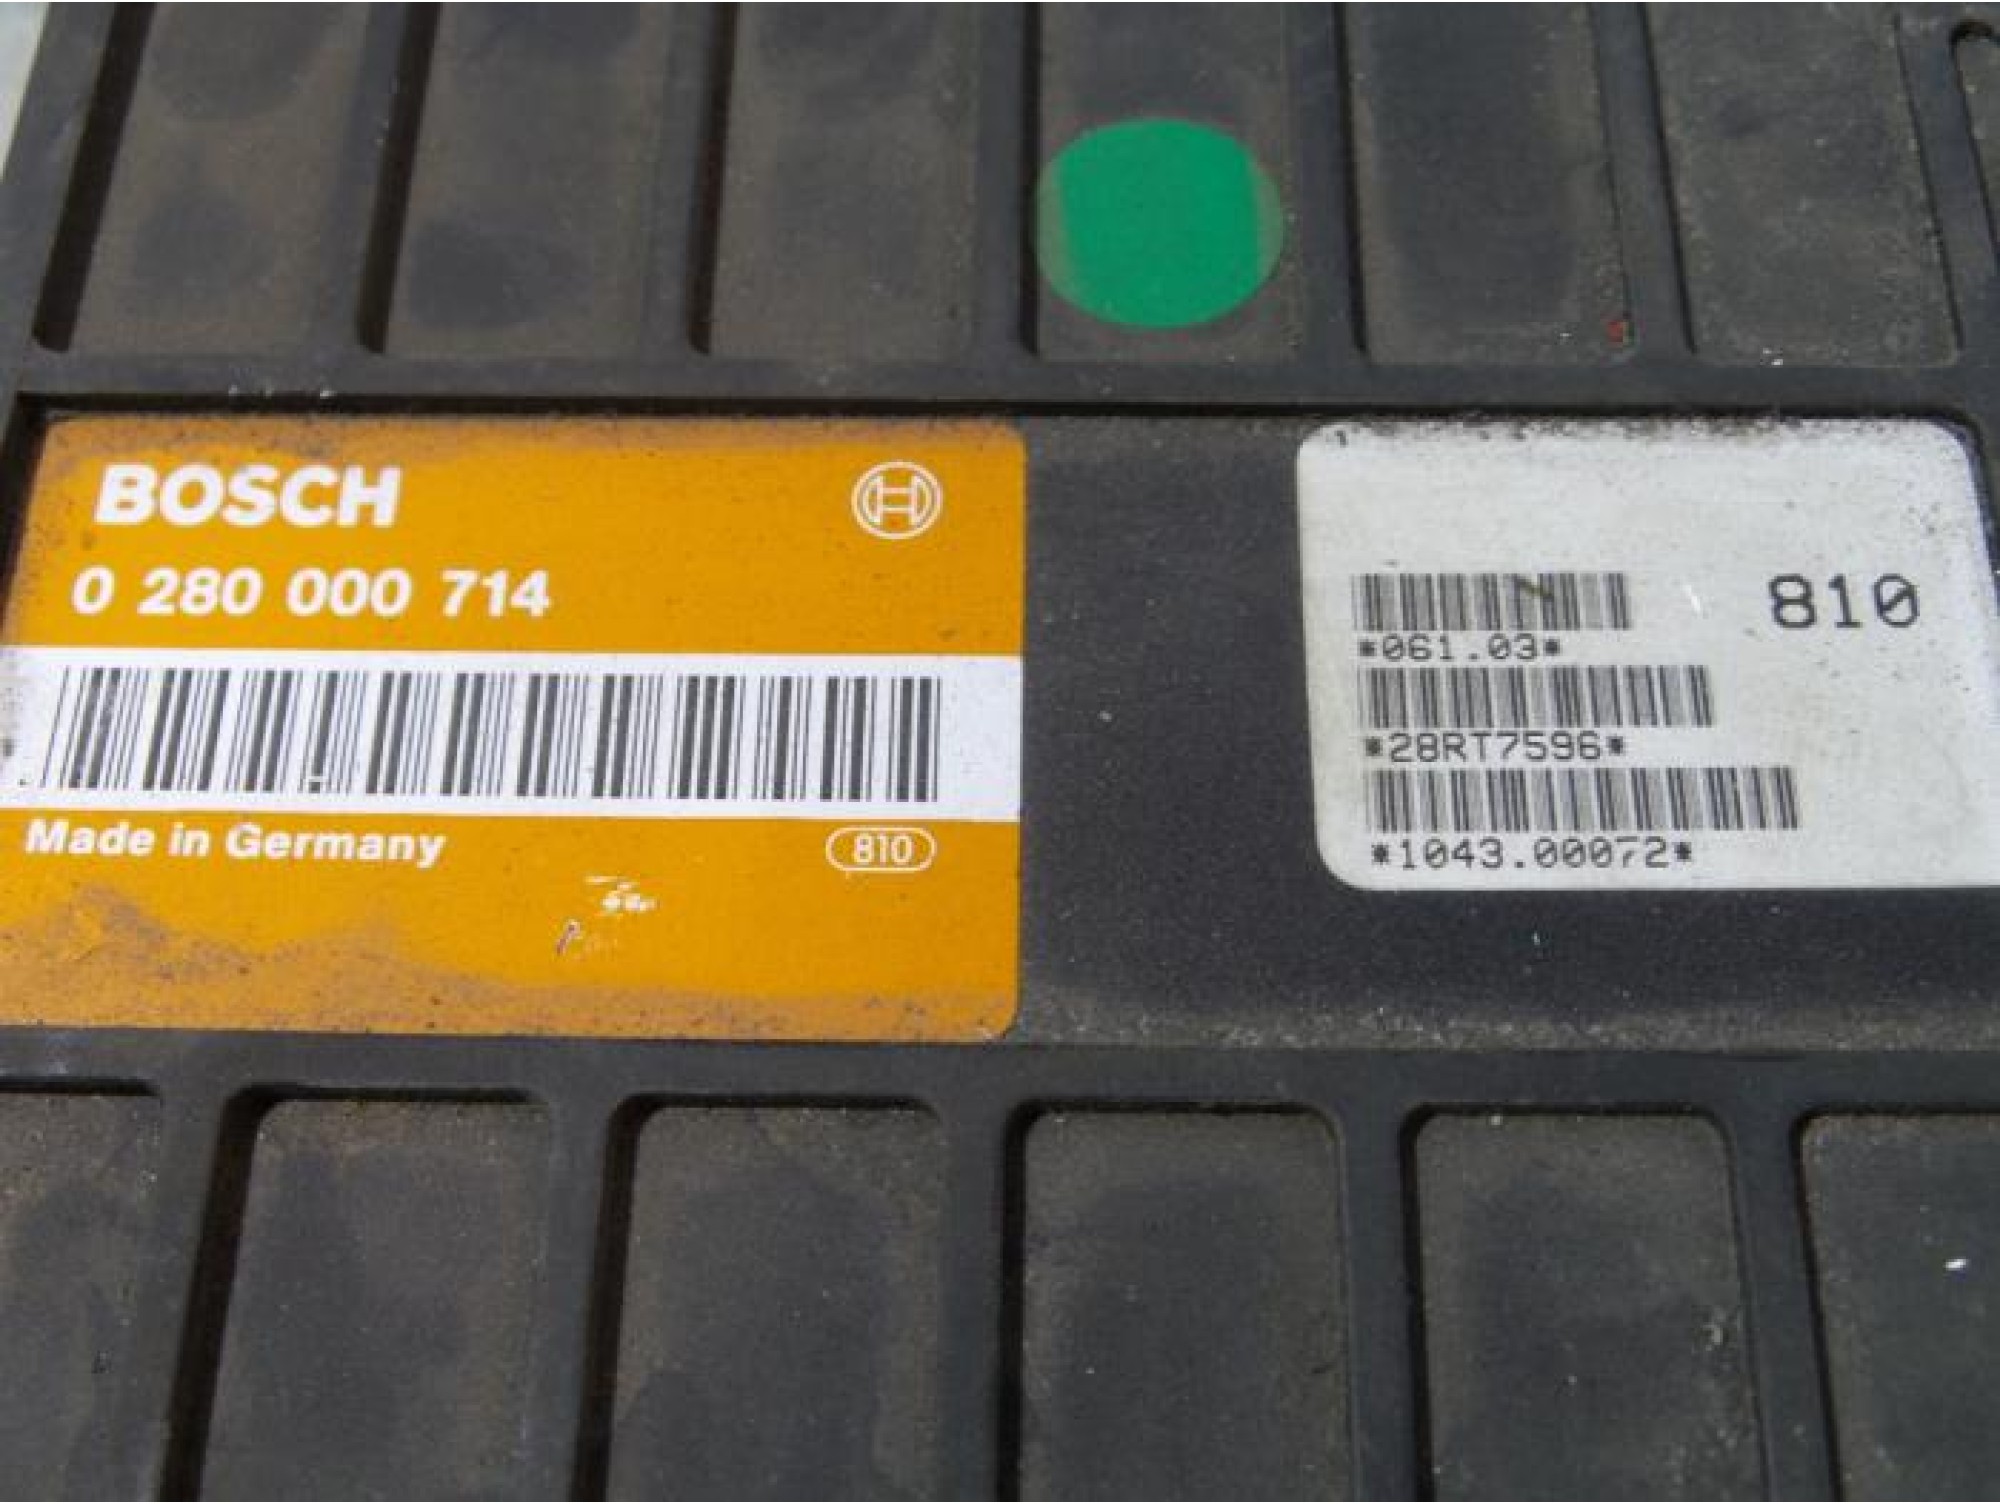 BOSCH
0 280 000 714
Made in Germany
810
810
*061.03*
*28RT7596*
*1043.00072*